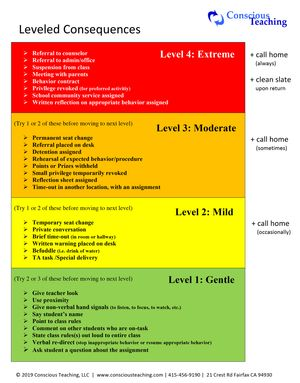 Leveled Consequences
Conscious
Teaching
Level 4: Extreme
Referral to counselor
Referral to admin/office
Suspension from class
Meeting with parents
Behavior contract
Privilege revoked (for preferred activity)
School community service assigned
Written reflection on appropriate behavior assigned
+ call home
(always)
+ clean slate
upon return
(Try 1 or 2 of these before moving to next level)
Level 3: Moderate
Permanent seat change
Referral placed on desk
Detention assigned
Rehearsal of expected behavior/procedure
Points or Prizes withheld
Small privilege temporarily revoked
Reflection sheet assigned
Time-out in another location, with an assignment
+ call home
(sometimes)
(Try 1 or 2 of these before moving to next level)
Level 2: Mild
Temporary seat change
Private conversation
Brief time-out (in room or hallway)
Written warning placed on desk
Befuddle (i.e. drink of water)
TA task /Special delivery
+ call home
(occasionally)
(Try 2 or 3 of these before moving to next level)
Level 1: Gentle
Give teacher look
Use proximity
Give non-verbal hand signals (to listen, to focus, to watch, etc.)
Say student's name
Point to class rules
Comment on other students who are on-task
State class rules(s) out loud to entire class
Verbal re-direct (stop inappropriate behavior or resume appropriate behavior)
Ask student a question about the assignment
© 2019 Conscious Teaching, LLC | www.consciousteaching.com | 415-456-9190 | 21 Crest Rd Fairfax CA 94930